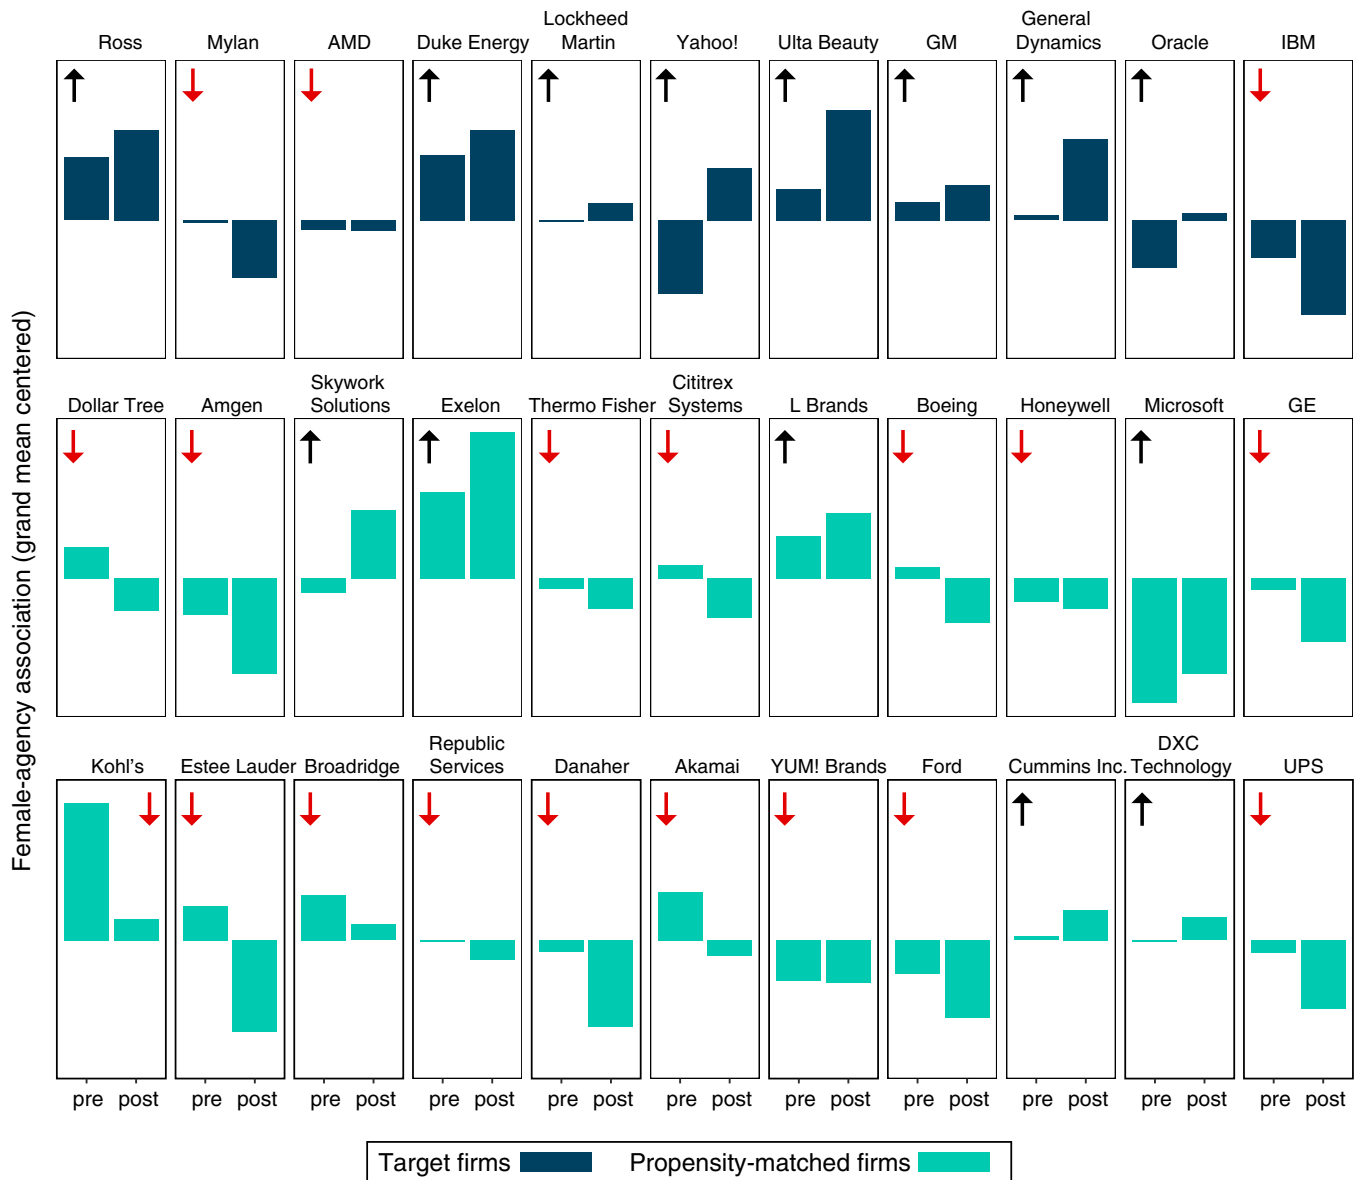 Female-agency association (grand mean centered)
Ross
Mylan
AMD
Duke Energy
Lockheed
Martin
Yahoo!
Ulta Beauty
GM
General
Dynamics
Oracle
IBM
Dollar Tree
Amgen
Skywork
Solutions
Exelon
Thermo Fisher
Cititrex
Systems
L Brands
Boeing
Honeywell
Microsoft
GE
Kohl's
Estee Lauder
Broadridge
Republic
Services
Danaher
Akamai
YUM! Brands
Ford
Cummins Inc.
DXC
Technology
UPS
pre post
pre post
pre post
pre post
pre post
pre post
pre post
pre post
pre post
pre post
pre post
Target firms
Propensity-matched firms